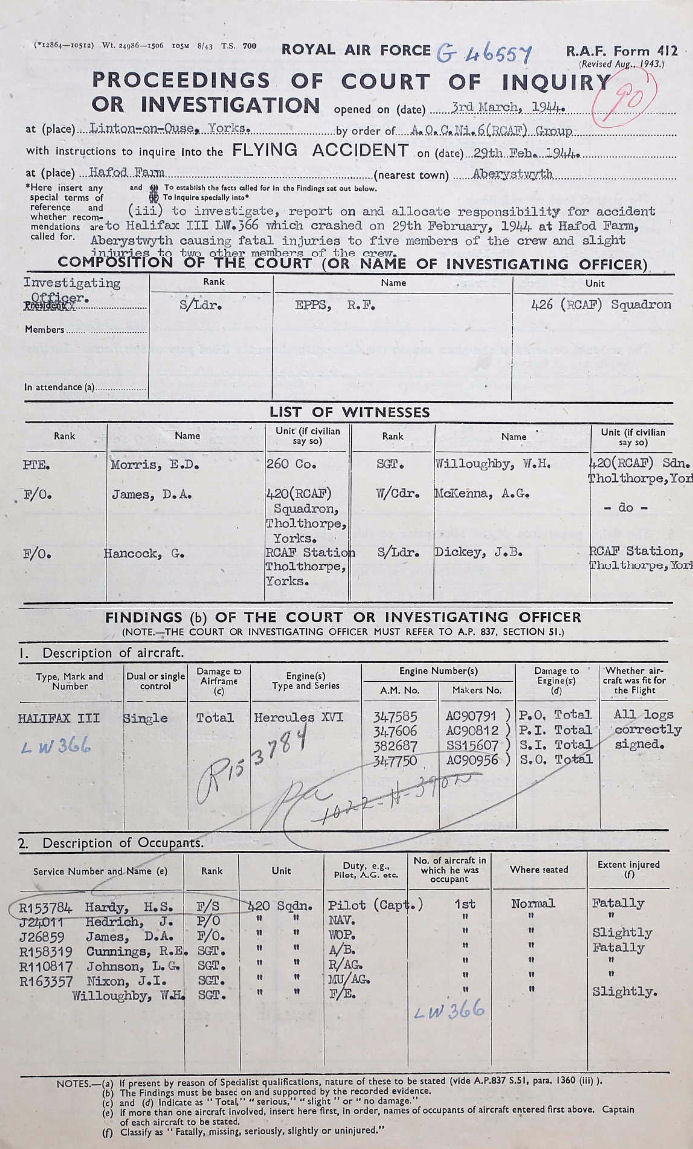 (*12864—10512) Wt. 24986—1506 105M 8/43 T.S. 700
ROYAL AIR FORCE G 46557 R.A.F. Form 412
(Revised Aug., 1943.)
PROCEEDINGS OF COURT OF INQUIRY
OR INVESTIGATION opened on (date) 3rd March, 1944. 90
at (place) Linton-on-Ouse, Yorks. by order of A.O.C.No.6(RCAF) Group
with instructions to inquire into the FLYING ACCIDENT on (date) 29th Feb. 1944.
at (place) Hafod Farm (nearest town) Aberystwyth
*Here insert any special terms of reference and whether recommendations are called for.
and To establish the facts called for in the Findings set out below.
To inquire specially into*
(iii) to investigate, report on and allocate responsibility for accident
to Halifax III LW.366 which crashed on 29th February, 1944 at Hafod Farm,
Aberystwyth causing fatal injuries to five members of the crew and slight
injuries to two other members of the crew.
COMPOSITION OF THE COURT (OR NAME OF INVESTIGATING OFFICER)
Rank Name Unit
Investigating Officer. S/Ldr. EPPS, R.F. 426 (RCAF) Squadron
President
Members
In attendance (a)
LIST OF WITNESSES
Rank Name Unit (if civilian say so) Rank Name Unit (if civilian say so)
PTE. Morris, E.D. 260 Co. SGT. Willoughby, W.H. 420(RCAF) Sdn. Tholthorpe,
F/O. James, D.A. 420(RCAF) Squadron, Tholthorpe, Yorks. W/Cdr. McKenna, A.G. - do -
F/O. Hancock, G. RCAF Station Tholthorpe, Yorks. S/Ldr. Dickey, J.B. RCAF Station, Tholthorpe,
FINDINGS (b) OF THE COURT OR INVESTIGATING OFFICER
(NOTE.—THE COURT OR INVESTIGATING OFFICER MUST REFER TO A.P. 837, SECTION 51.)
1. Description of aircraft.
Type, Mark and Number Dual or single control Damage to Airframe (c) Engine(s) Type and Series Engine Number(s) A.M. No. Makers No. Damage to Engine(s) (d) Whether aircraft was fit for the Flight
HALIFAX III Single Total Hercules XVI 347585 AC90791 ) P.O. Total All logs
347606 AC90812 ) P.I. Total correctly
LW366 382687 SS15607 ) S.I. Total signed.
347750 AC90956 ) S.O. Total
R153784
2. Description of Occupants.
Service Number and Name (e) Rank Unit Duty, e.g., Pilot, A.G. etc. No. of aircraft in which he was occupant Where seated Extent injured (f)
R153784 Hardy, H.S. F/S 420 Sqdn. Pilot (Capt.) 1st Normal Fatally
J24011 Hedrich, J. P/O " " NAV. " " "
J26859 James, D.A. F/O. " " WOP. " " Slightly
R158319 Cunnings, R.E. SGT. " " A/B. " " Fatally
R110817 Johnson, L.G. SGT. " " R/AG. " " "
R163357 Nixon, J.I. SGT. " " MU/AG. " " "
Willoughby, W.H. SGT. " " F/E. " " Slightly.
LW366
NOTES.—(a) If present by reason of Specialist qualifications, nature of these to be stated (vide A.P.837 S.51, para. 1360 (iii) ).
(b) The Findings must be based on and supported by the recorded evidence.
(c) and (d) Indicate as " Total," " serious," " slight " or " no damage."
(e) If more than one aircraft involved, insert here first, in order, names of occupants of aircraft entered first above. Captain
of each aircraft to be stated.
(f) Classify as " Fatally, missing, seriously, slightly or uninjured."